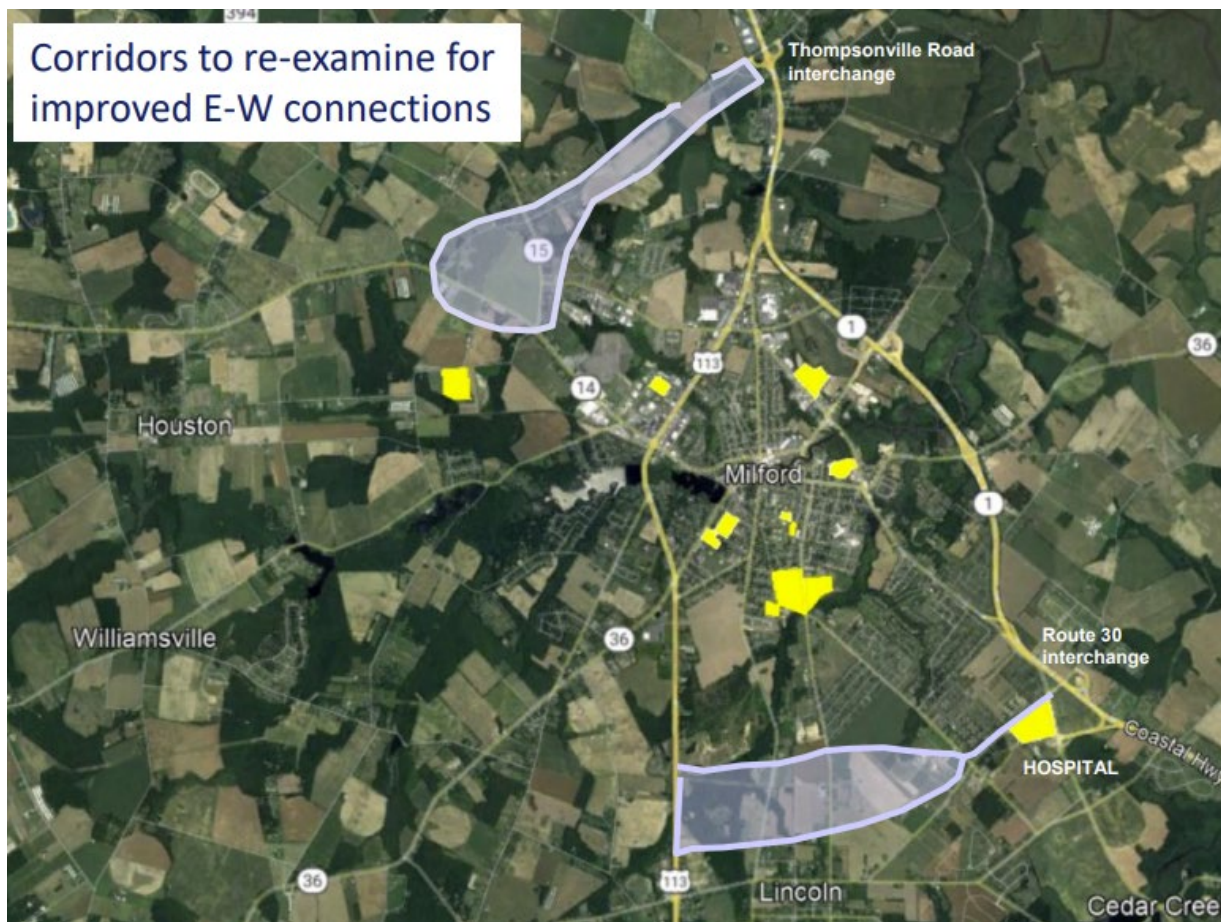 394
Corridors to re-examine for
improved E-W connections
Thompsonville Road
interchange
15
1
36
113
14
Houston
Milford
1
36
Williamsville
Route 30
interchange
Coastal Hwy
HOSPITAL
36
113
Lincoln
Cedar Cree